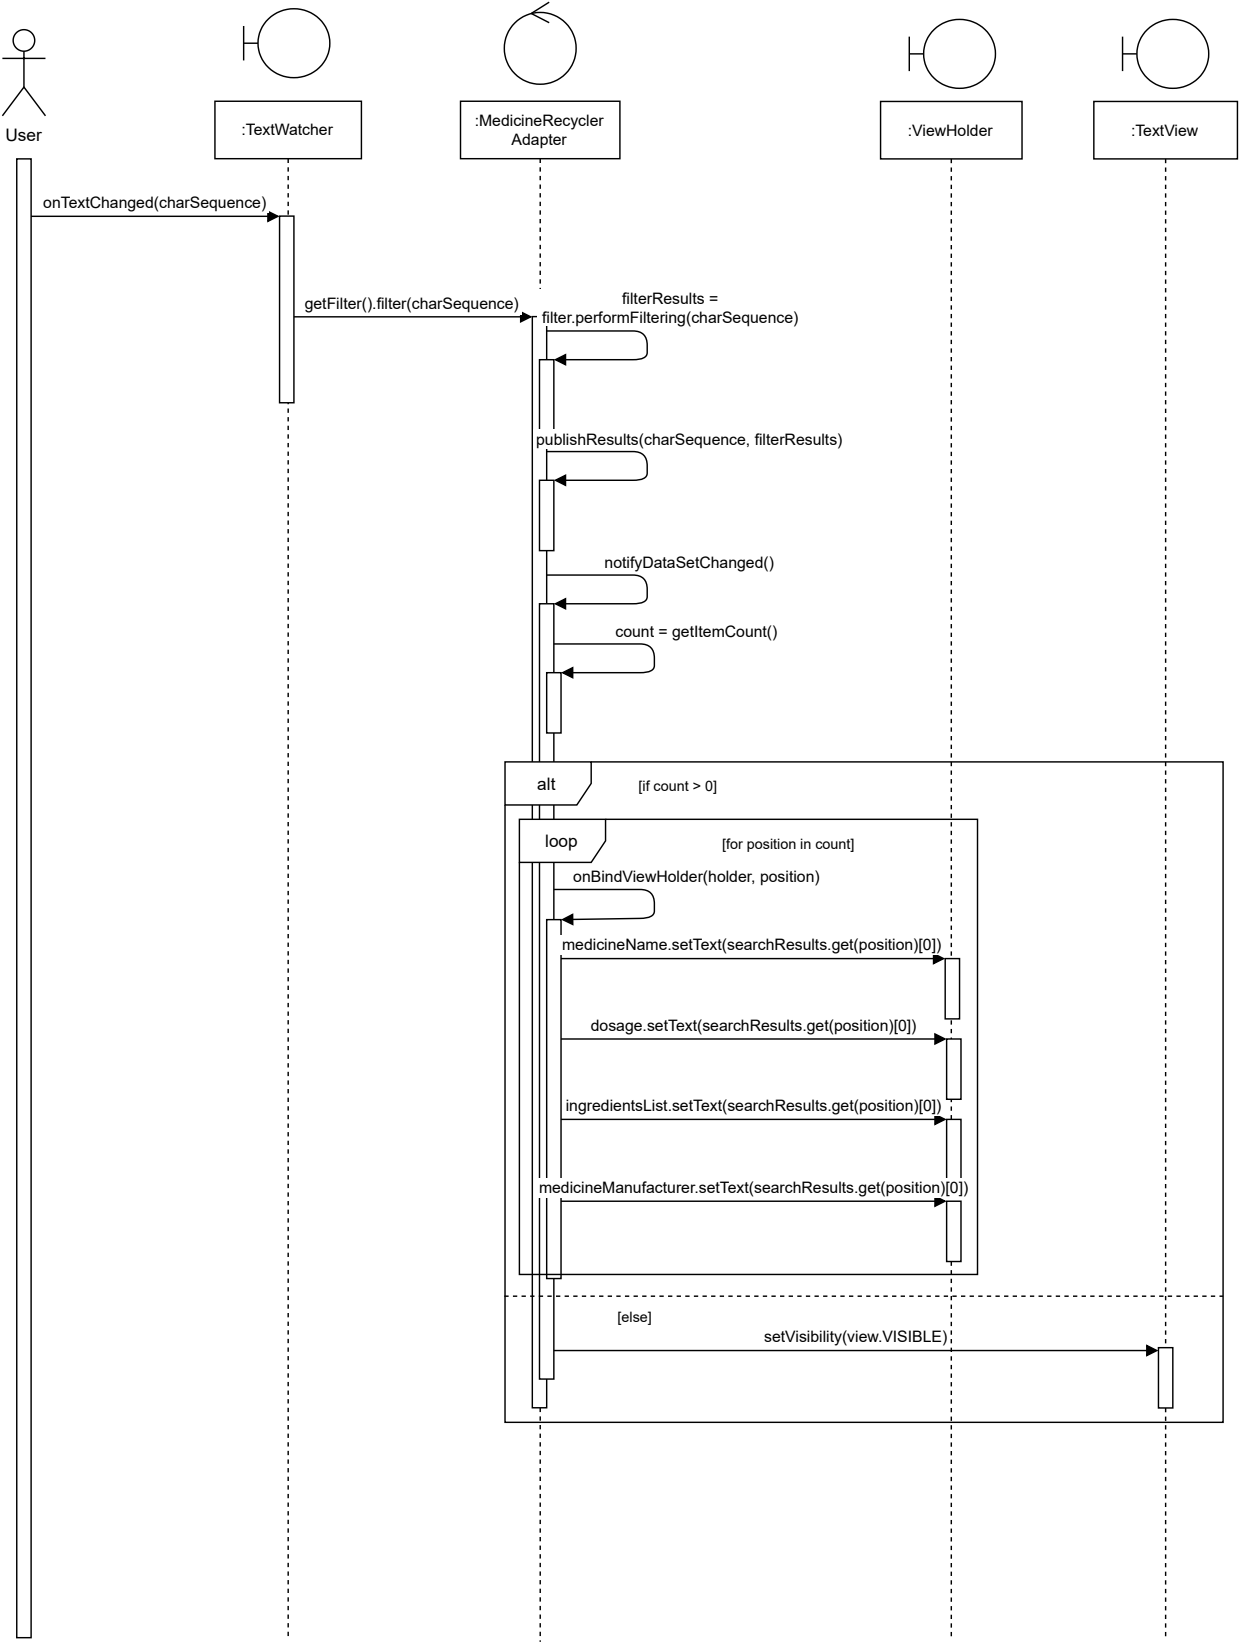 User
:TextWatcher
:MedicineRecycler
Adapter
:ViewHolder
:TextView
onTextChanged(charSequence)
getFilter().filter(charSequence)
filterResults =
filter.performFiltering(charSequence)
publishResults(charSequence, filterResults)
notifyDataSetChanged()
count = getItemCount()
alt
[if count > 0]
loop
[for position in count]
onBindViewHolder(holder, position)
medicineName.setText(searchResults.get(position)[0])
dosage.setText(searchResults.get(position)[0])
ingredientsList.setText(searchResults.get(position)[0])
medicineManufacturer.setText(searchResults.get(position)[0])
[else]
setVisibility(view.VISIBLE)